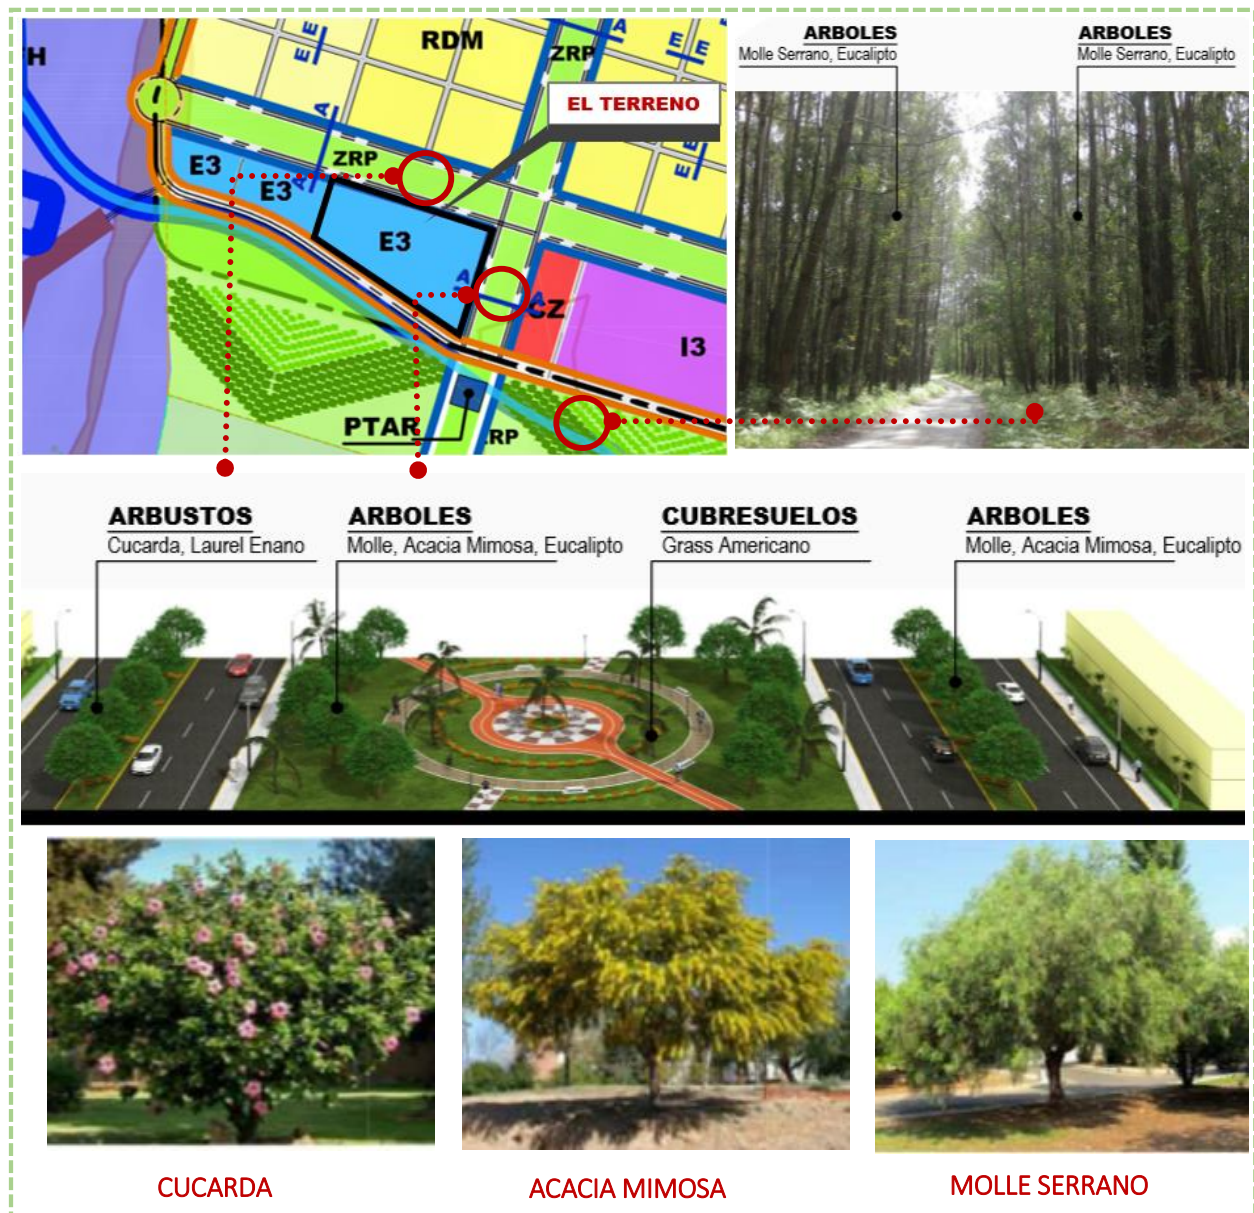 RDM
ZRP
A
E
E
E
E
H
EL TERRENO
A
I
ZRP
E
E
E3
E3
A
E3
A
A
CZ
I3
PTAR
ZRP
ARBOLES
Molle Serrano, Eucalipto
ARBOLES
Molle Serrano, Eucalipto
ARBUSTOS
Cucarda, Laurel Enano
ARBOLES
Molle, Acacia Mimosa, Eucalipto
CUBRESUELOS
Grass Americano
ARBOLES
Molle, Acacia Mimosa, Eucalipto
CUCARDA
ACACIA MIMOSA
MOLLE SERRANO